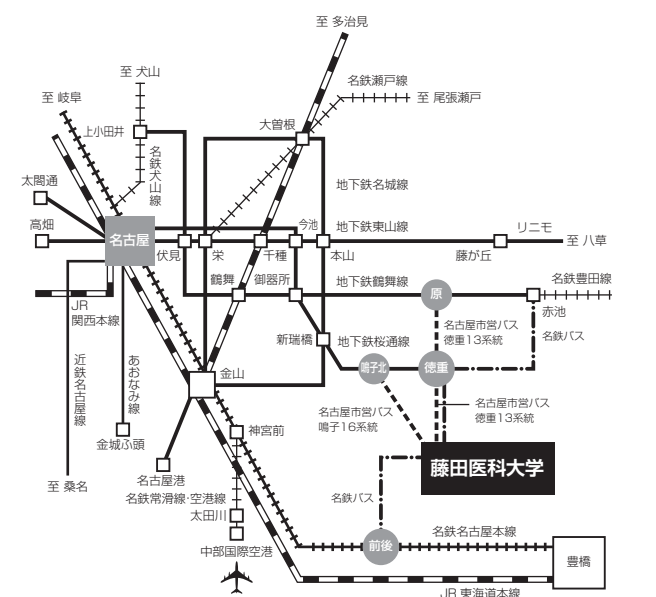 至 多治見
至 犬山
名鉄瀬戸線
至 岐阜
至 尾張瀬戸
上小田井
大曽根
名鉄犬山線
太閤通
地下鉄名城線
高畑
今池
地下鉄東山線
リニモ
名古屋
伏見
栄
千種
本山
藤が丘
至 八草
鶴舞
御器所
地下鉄鶴舞線
名鉄豊田線
原
JR
関西本線
赤池
名古屋市営バス
徳重13系統
名鉄バス
新瑞橋
地下鉄桜通線
近鉄名古屋線
あおなみ線
金山
鳴子北
徳重
名古屋市営バス
徳重13系統
名古屋市営バス
鳴子16系統
金城ふ頭
神宮前
藤田医科大学
名古屋港
至 桑名
名鉄常滑線・空港線
名鉄バス
太田川
名鉄名古屋本線
中部国際空港
前後
豊橋
JR 東海道本線